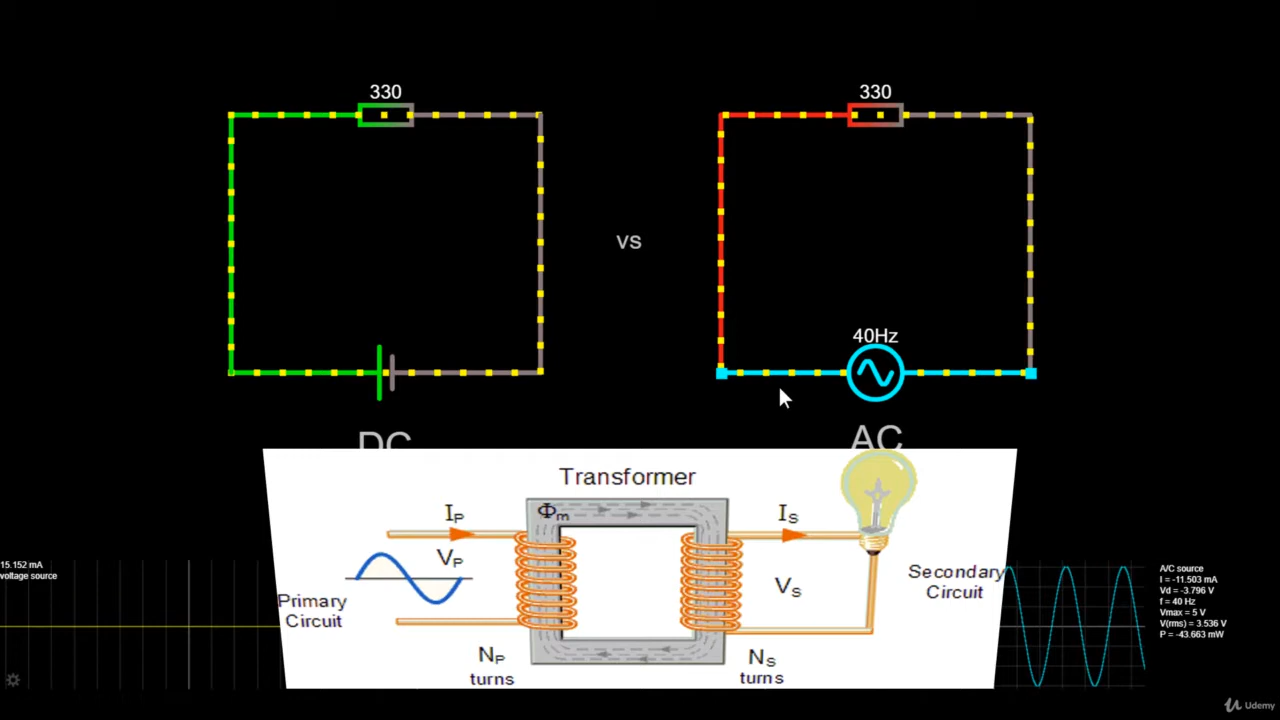 330
330
vs
40Hz
DC
AC
Transformer
Φm
IP
IS
VP
VS
Primary
Circuit
Secondary
Circuit
NP
turns
NS
turns
15.152 mA
voltage source
A/C source
I = -11.503 mA
Vd = -3.796 V
f = 40 Hz
Vmax = 5 V
V(rms) = 3.536 V
P = -43.663 mW
Udemy